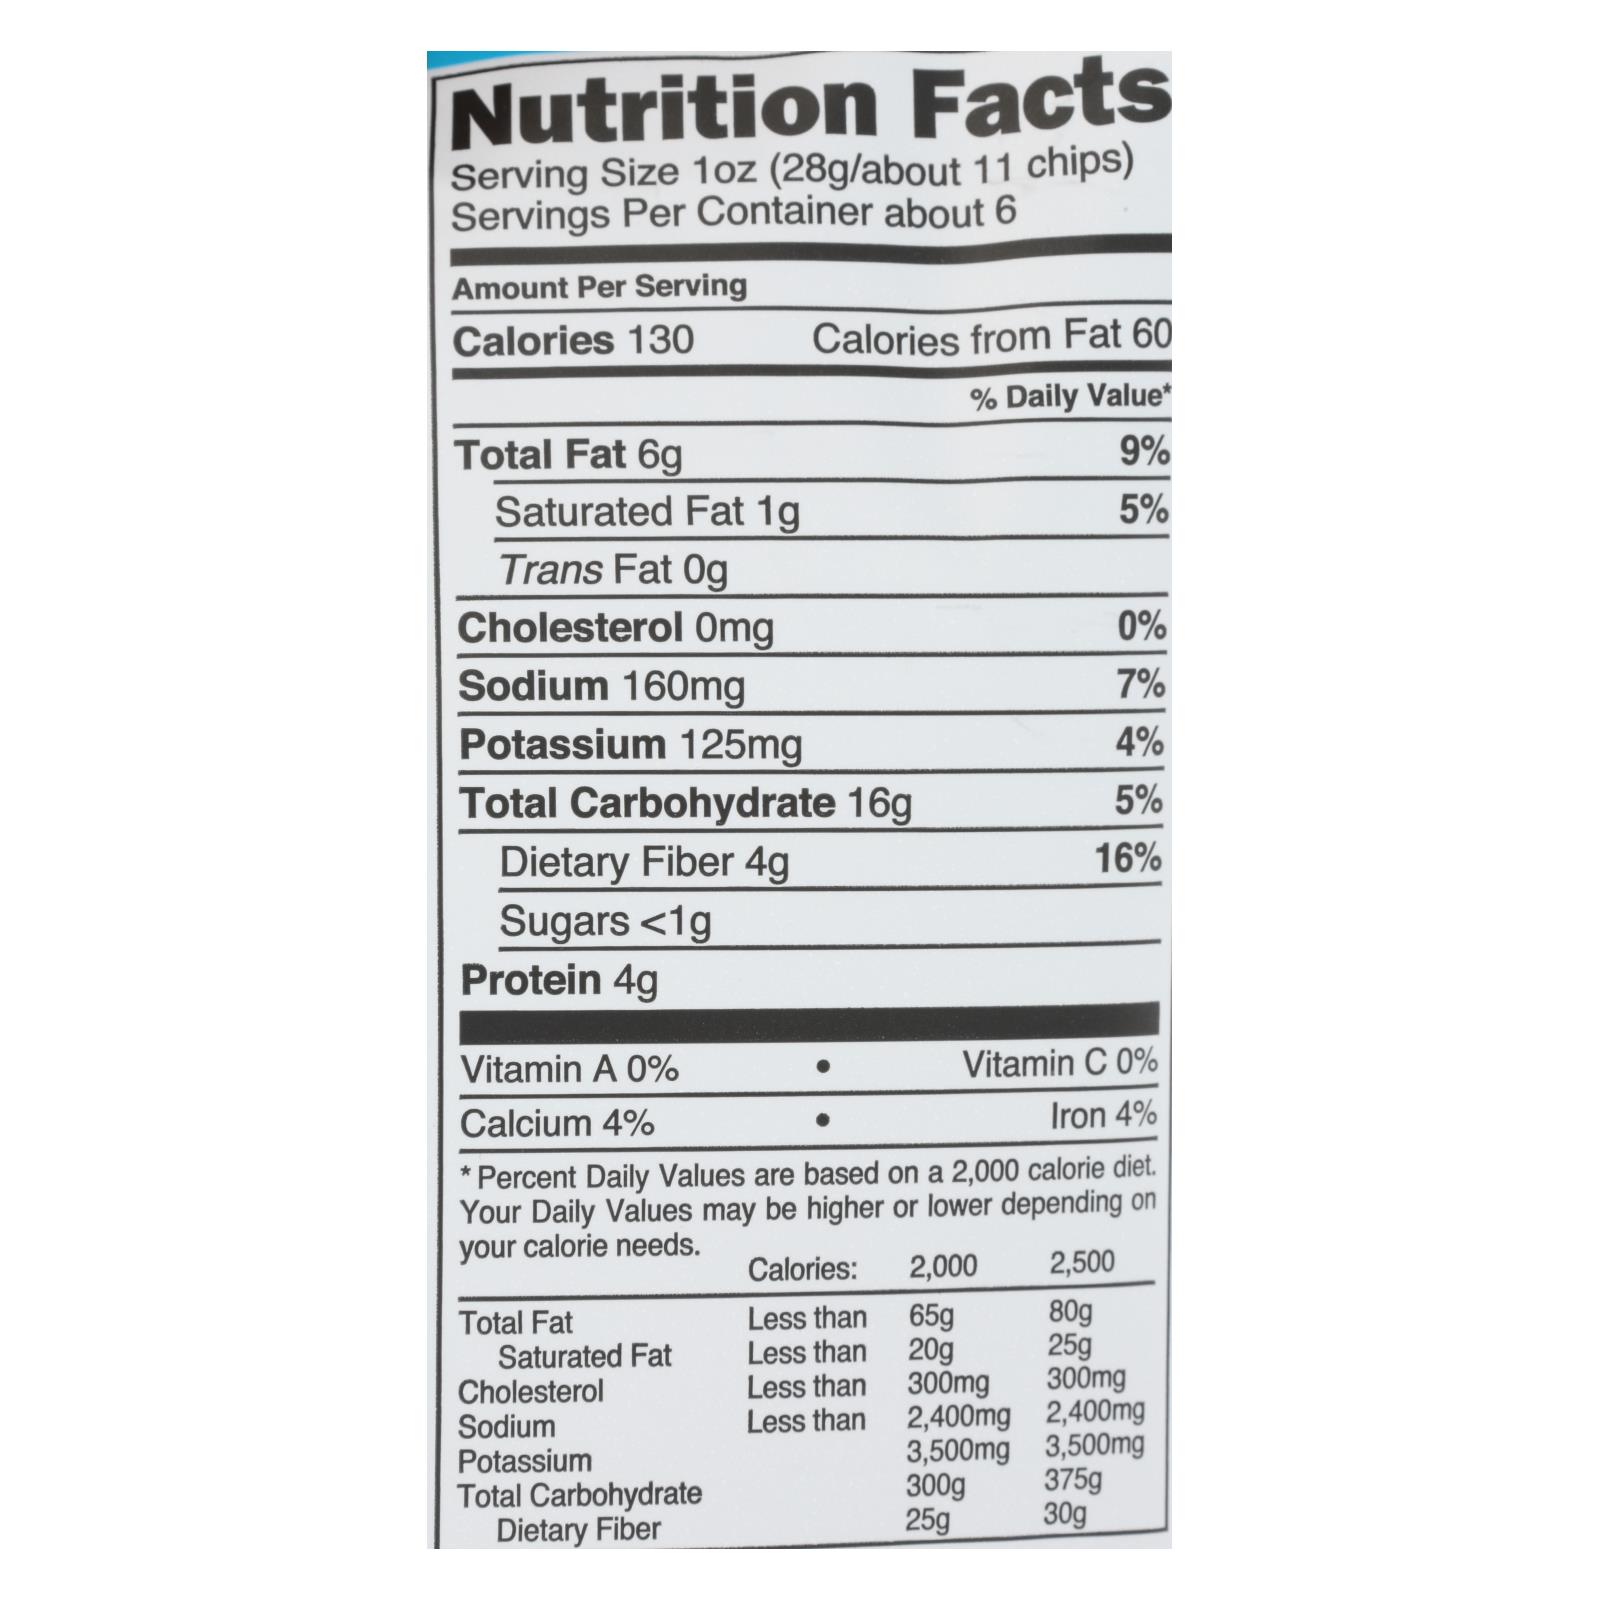 Nutrition Facts
Serving Size 1oz (28g/about 11 chips)
Servings Per Container about 6
Amount Per Serving
Calories 130 Calories from Fat 60
% Daily Value*
Total Fat 6g 9%
Saturated Fat 1g 5%
Trans Fat 0g
Cholesterol 0mg 0%
Sodium 160mg 7%
Potassium 125mg 4%
Total Carbohydrate 16g 5%
Dietary Fiber 4g 16%
Sugars <1g
Protein 4g
Vitamin A 0% • Vitamin C 0%
Calcium 4% • Iron 4%
* Percent Daily Values are based on a 2,000 calorie diet.
Your Daily Values may be higher or lower depending on
your calorie needs.
Calories: 2,000 2,500
Total Fat Less than 65g 80g
Saturated Fat Less than 20g 25g
Cholesterol Less than 300mg 300mg
Sodium Less than 2,400mg 2,400mg
Potassium 3,500mg 3,500mg
Total Carbohydrate 300g 375g
Dietary Fiber 25g 30g